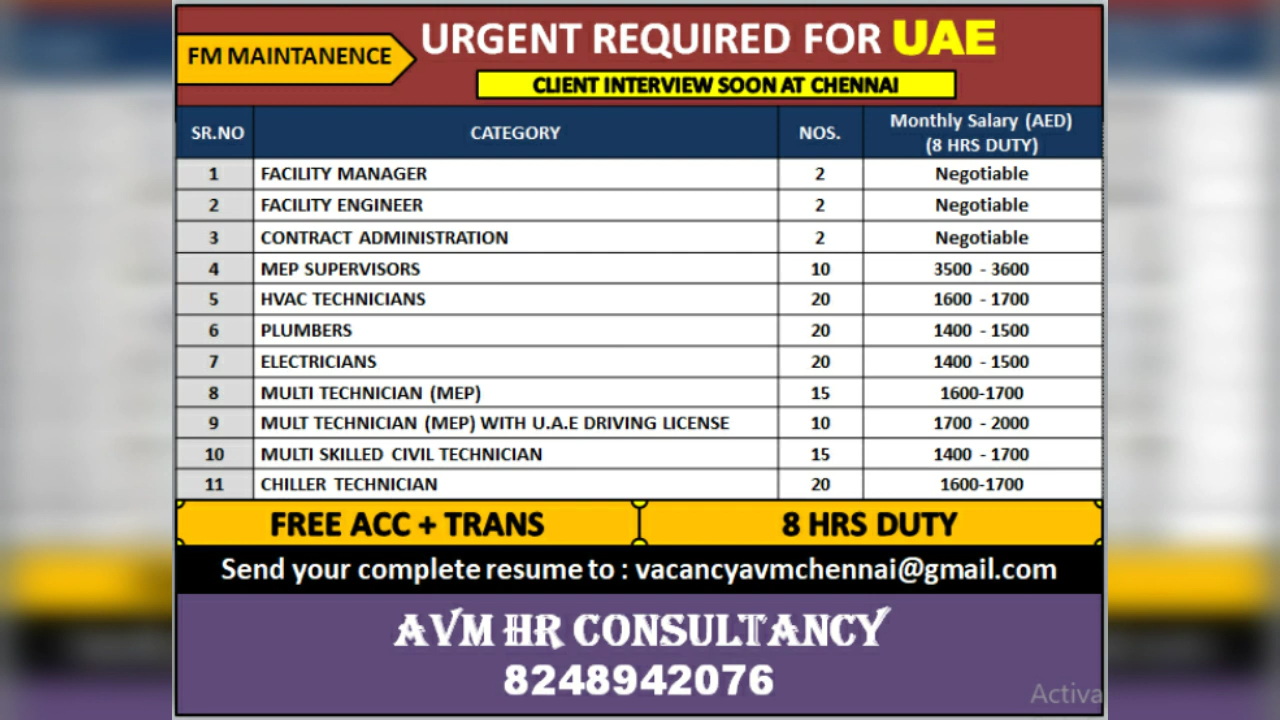 FM MAINTANENCE
URGENT REQUIRED FOR UAE
CLIENT INTERVIEW SOON AT CHENNAI
SR.NO CATEGORY NOS. Monthly Salary (AED) (8 HRS DUTY)
1 FACILITY MANAGER 2 Negotiable
2 FACILITY ENGINEER 2 Negotiable
3 CONTRACT ADMINISTRATION 2 Negotiable
4 MEP SUPERVISORS 10 3500 - 3600
5 HVAC TECHNICIANS 20 1600 - 1700
6 PLUMBERS 20 1400 - 1500
7 ELECTRICIANS 20 1400 - 1500
8 MULTI TECHNICIAN (MEP) 15 1600-1700
9 MULT TECHNICIAN (MEP) WITH U.A.E DRIVING LICENSE 10 1700 - 2000
10 MULTI SKILLED CIVIL TECHNICIAN 15 1400 - 1700
11 CHILLER TECHNICIAN 20 1600-1700
FREE ACC + TRANS 8 HRS DUTY
Send your complete resume to : vacancyavmchennai@gmail.com
AVM HR CONSULTANCY
8248942076
Activa